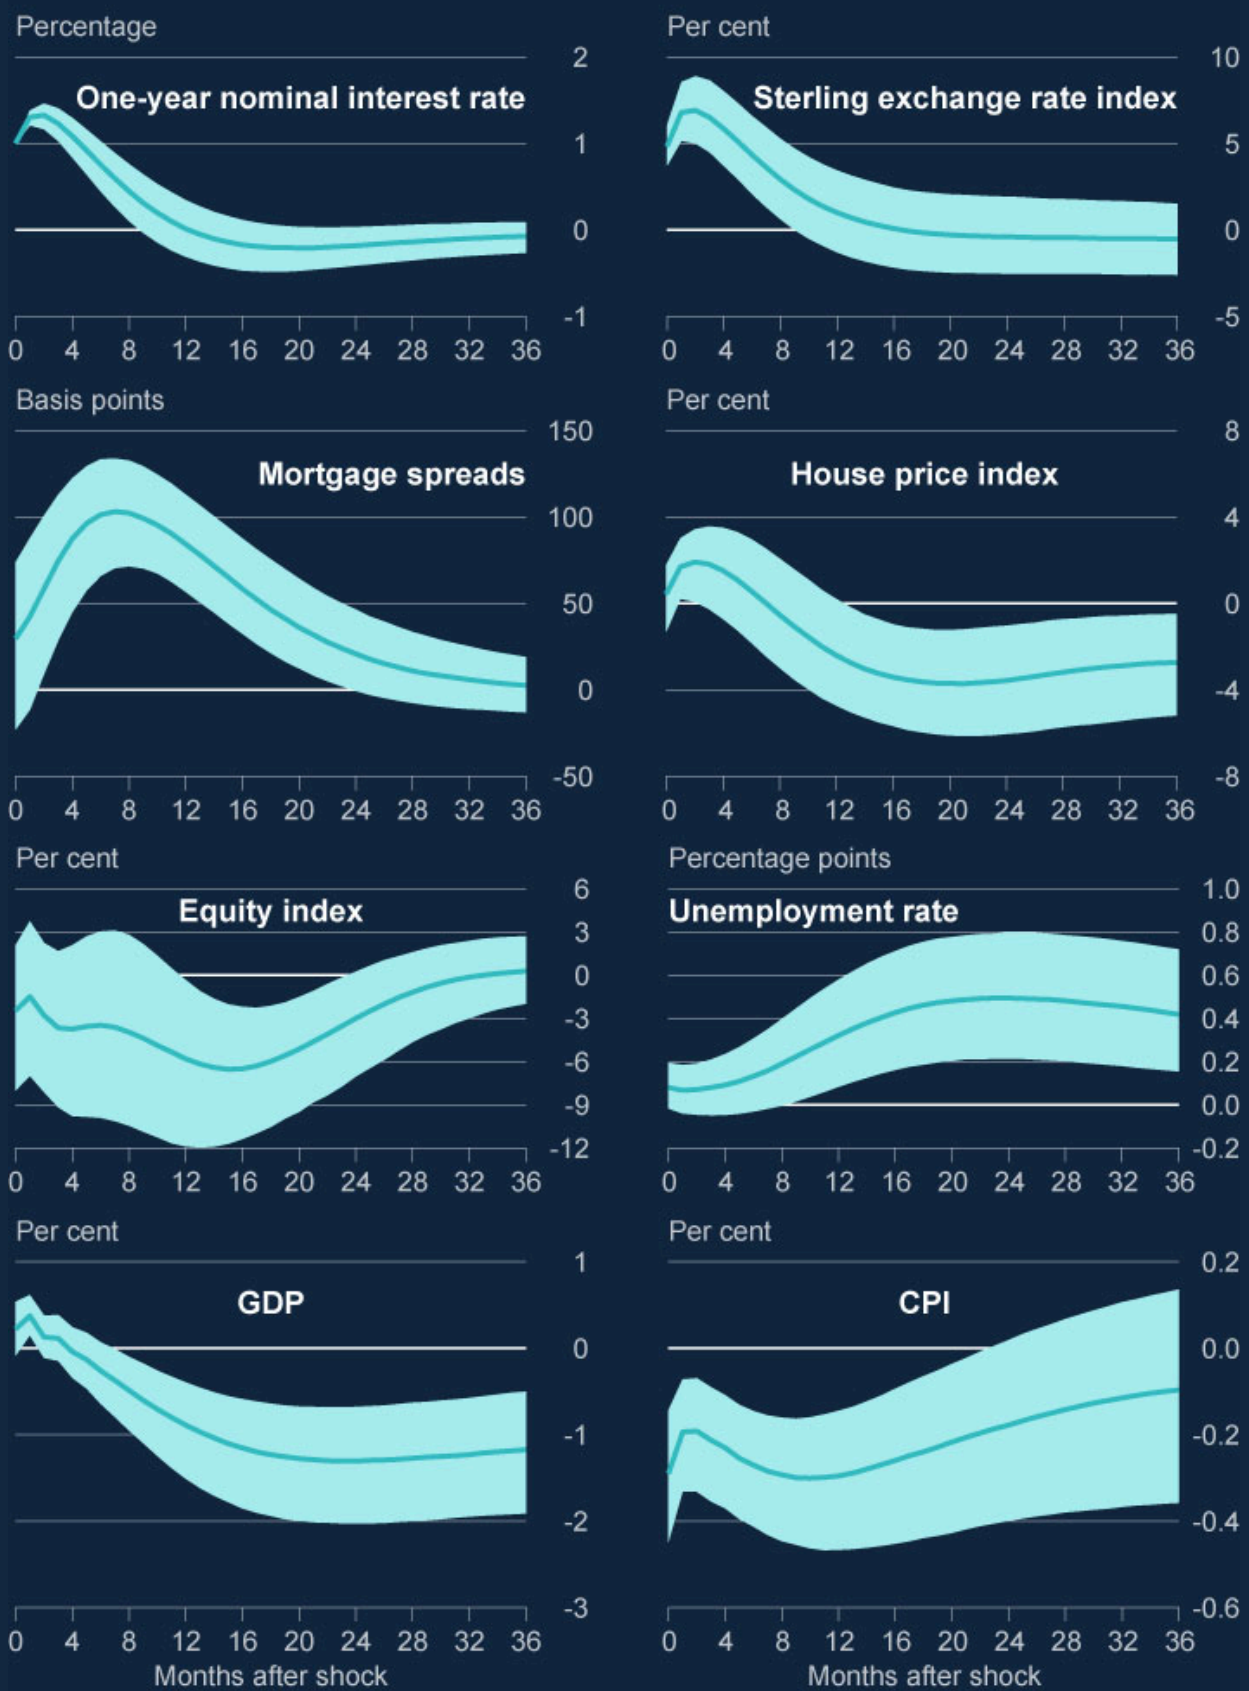 Percentage
2
One-year nominal interest rate
1
0
-1
0 4 8 12 16 20 24 28 32 36
Per cent
10
Sterling exchange rate index
5
0
-5
0 4 8 12 16 20 24 28 32 36
Basis points
150
Mortgage spreads
100
50
0
-50
0 4 8 12 16 20 24 28 32 36
Per cent
8
House price index
4
0
-4
-8
0 4 8 12 16 20 24 28 32 36
Per cent
6
Equity index
3
0
-3
-6
-9
-12
0 4 8 12 16 20 24 28 32 36
Percentage points
1.0
Unemployment rate
0.8
0.6
0.4
0.2
0.0
-0.2
0 4 8 12 16 20 24 28 32 36
Per cent
1
GDP
0
-1
-2
-3
0 4 8 12 16 20 24 28 32 36
Months after shock
Per cent
0.2
CPI
0.0
-0.2
-0.4
-0.6
0 4 8 12 16 20 24 28 32 36
Months after shock